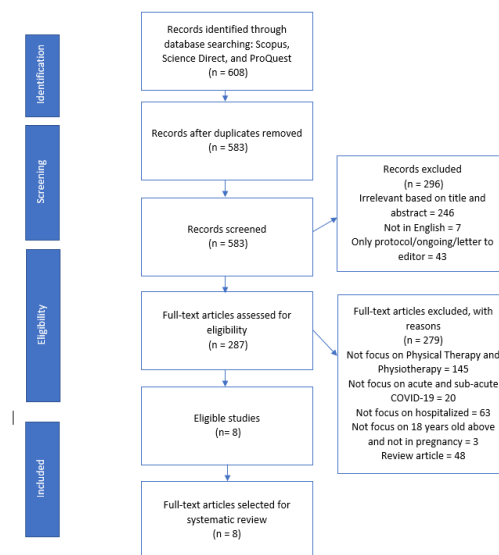 Identification
Records identified through
database searching: Scopus,
Science Direct, and ProQuest
(n = 608)
Screening
Records after duplicates removed
(n = 583)
Records screened
(n = 583)
Records excluded
(n = 296)
Irrelevant based on title and
abstract = 246
Not in English = 7
Only protocol/ongoing/letter to
editor = 43
Eligibility
Full-text articles assessed for
eligibility
(n = 287)
Full-text articles excluded, with
reasons
(n = 279)
Not focus on Physical Therapy and
Physiotherapy = 145
Not focus on acute and sub-acute
COVID-19 = 20
Not focus on hospitalized = 63
Not focus on 18 years old above
and not in pregnancy = 3
Review article = 48
Eligible studies
(n= 8)
Included
Full-text articles selected for
systematic review
(n = 8)